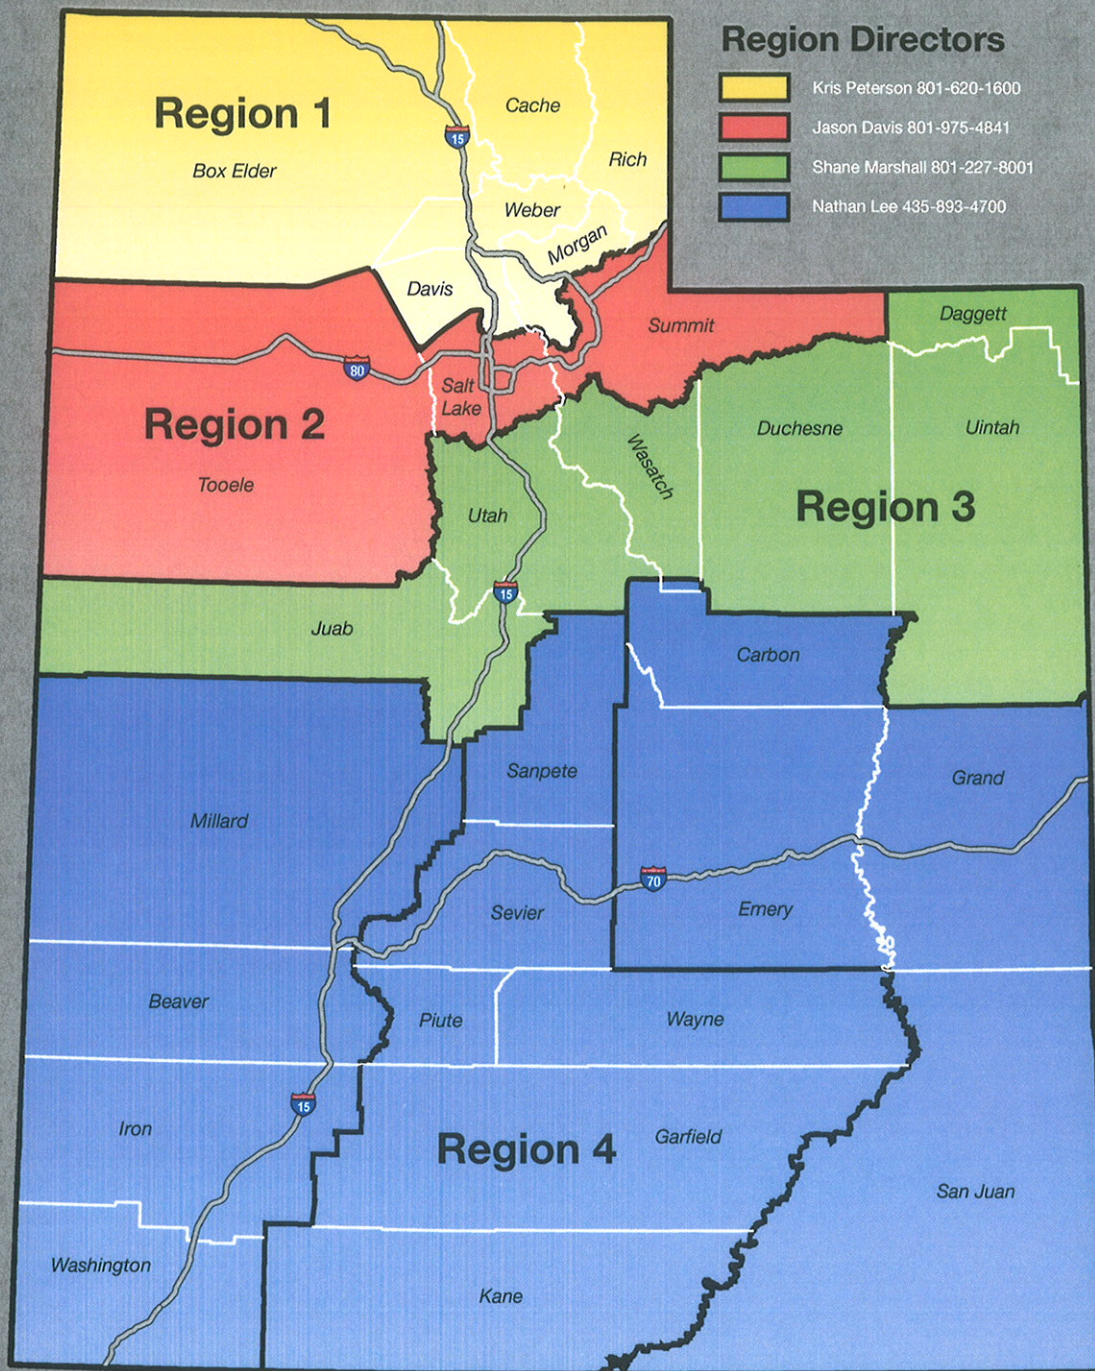 Region Directors
Kris Peterson 801-620-1600
Jason Davis 801-975-4841
Shane Marshall 801-227-8001
Nathan Lee 435-893-4700
Region 1
Box Elder
Cache
Rich
15
Weber
Morgan
Davis
Summit
Daggett
80
Salt
Lake
Region 2
Tooele
Wasatch
Duchesne
Uintah
Region 3
Utah
15
Juab
Carbon
Sanpete
Grand
Millard
70
Sevier
Emery
Beaver
Piute
Wayne
15
Iron
Region 4
Garfield
San Juan
Washington
Kane